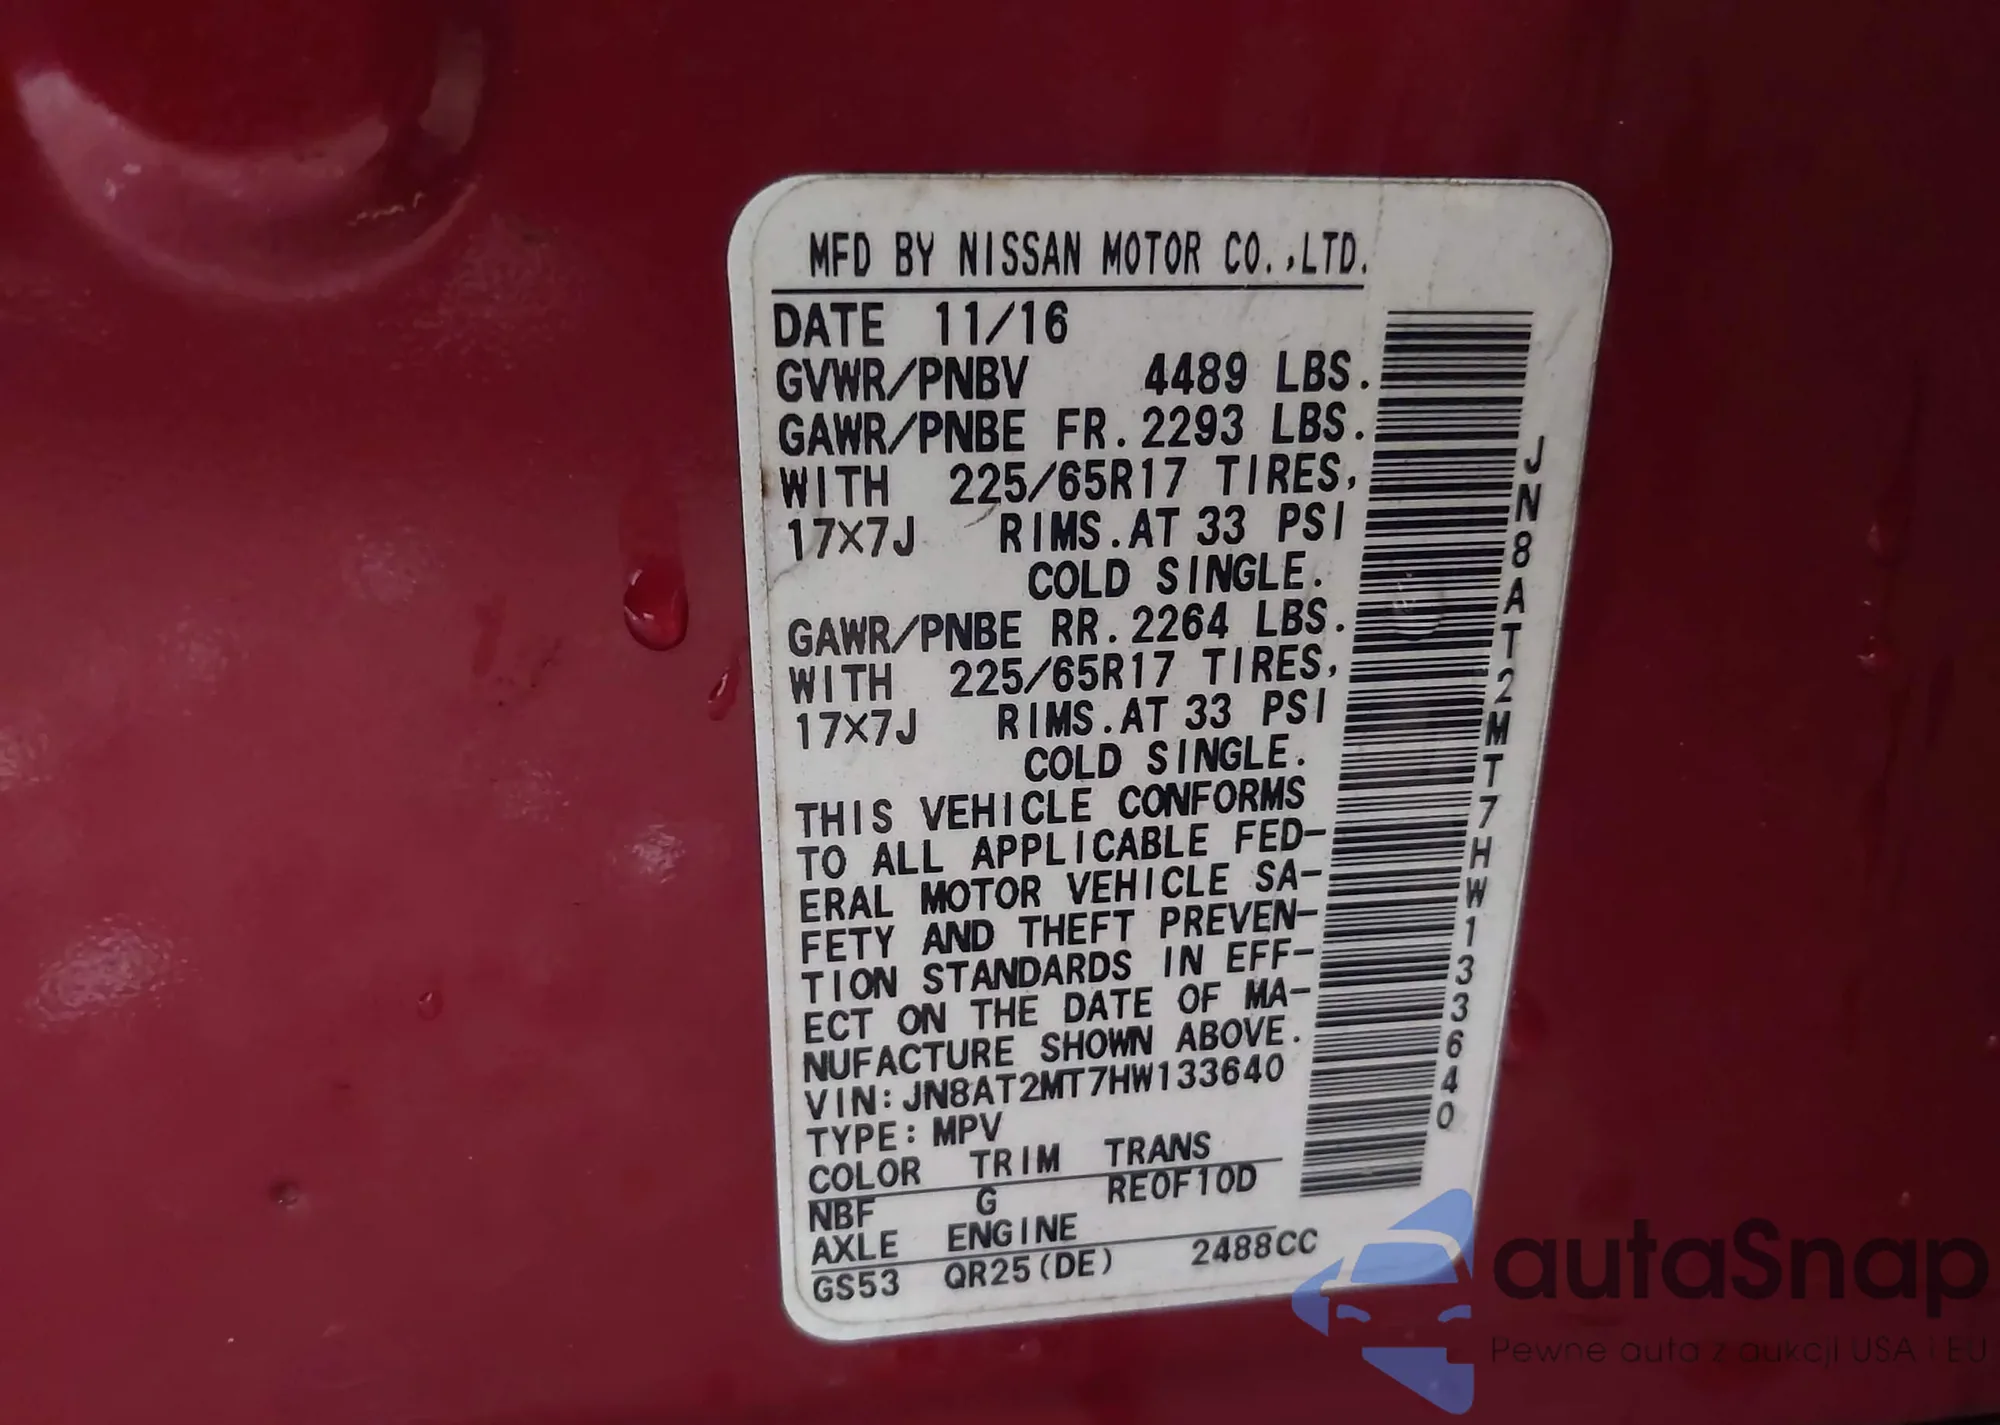 MFD BY NISSAN MOTOR CO.,LTD.
DATE 11/16
GVWR/PNBV 4489 LBS.
GAWR/PNBE FR.2293 LBS.
WITH 225/65R17 TIRES,
17X7J RIMS.AT 33 PSI
COLD SINGLE.
GAWR/PNBE RR.2264 LBS.
WITH 225/65R17 TIRES,
17X7J RIMS.AT 33 PSI
COLD SINGLE.
THIS VEHICLE CONFORMS
TO ALL APPLICABLE FED-
ERAL MOTOR VEHICLE SA-
FETY AND THEFT PREVEN-
TION STANDARDS IN EFF-
ECT ON THE DATE OF MA-
NUFACTURE SHOWN ABOVE.
VIN:JN8AT2MT7HW133640
TYPE:MPV
COLOR TRIM TRANS
NBF G RE0F10D
AXLE ENGINE
GS53 QR25(DE) 2488CC
JN8AT2MT7HW133640
autaSnap
Pewne auta z aukcji USA i EU